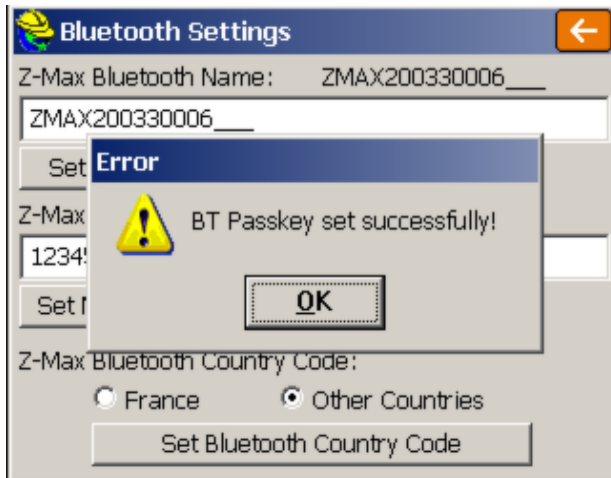 Bluetooth Settings
Z-Max Bluetooth Name: ZMAX200330006___
ZMAX200330006___
Set
Error
BT Passkey set successfully!
OK
Z-Max
1234
Set
Z-Max Bluetooth Country Code:
France Other Countries
Set Bluetooth Country Code